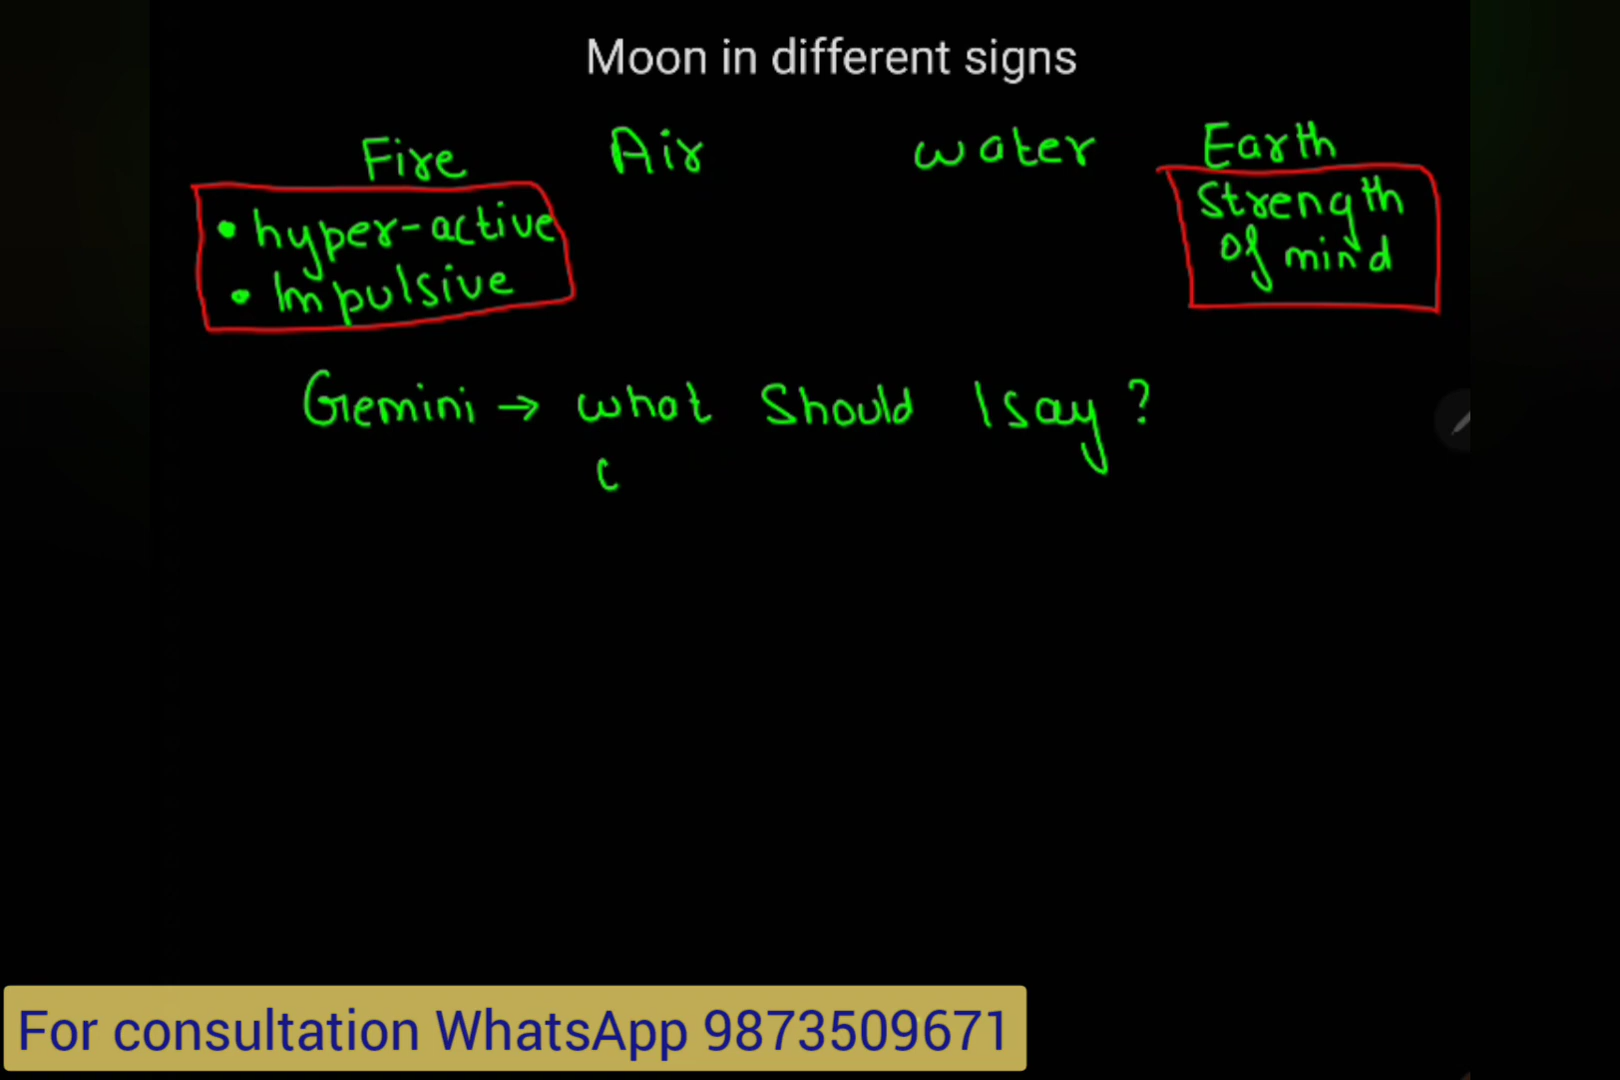 Moon in different signs
Fire Air water Earth
• hyper-active
• Impulsive
Strength
of mind
Gemini → what should I say?
c
For consultation WhatsApp 9873509671